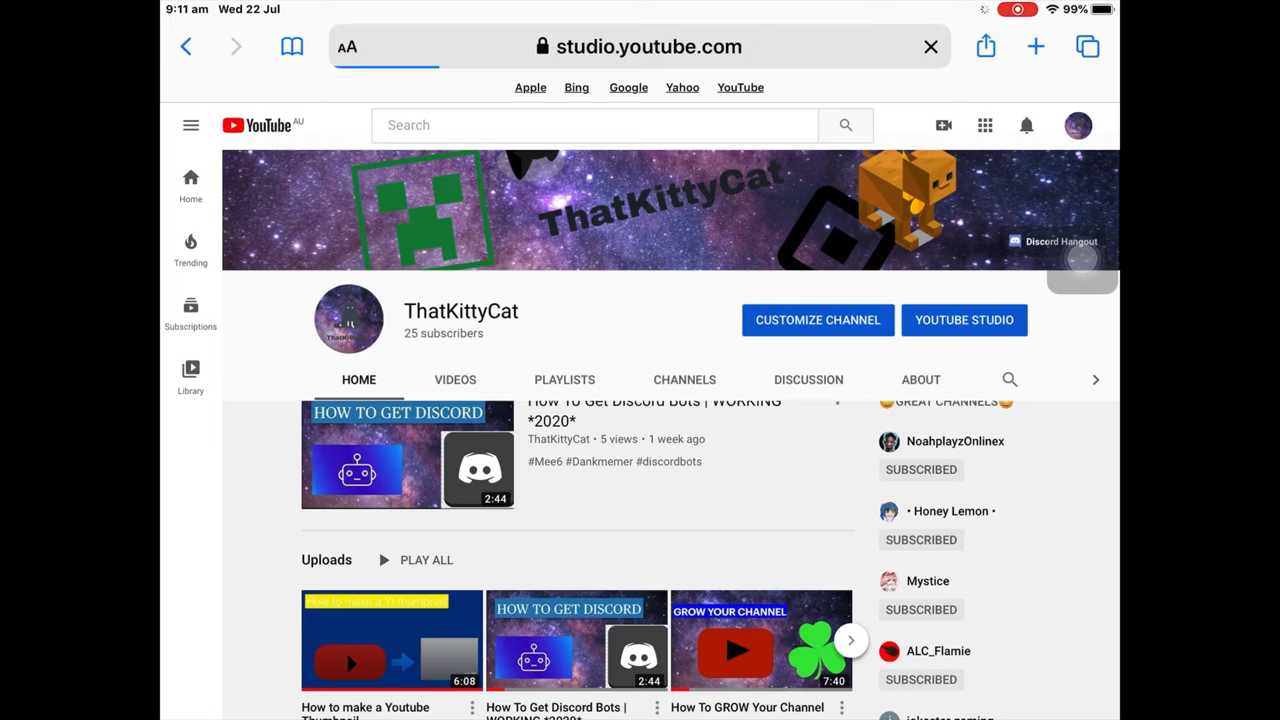 9:11 am Wed 22 Jul
99%
AA
studio.youtube.com
Apple Bing Google Yahoo YouTube
YouTube AU
Search
ThatKittyCat
Discord Hangout
Home
Trending
Subscriptions
Library
ThatKittyCat
25 subscribers
CUSTOMIZE CHANNEL
YOUTUBE STUDIO
HOME VIDEOS PLAYLISTS CHANNELS DISCUSSION ABOUT
HOW TO GET DISCORD
2:44
How To Get Discord Bots | WORKING
*2020*
ThatKittyCat • 5 views • 1 week ago
#Mee6 #Dankmemer #discordbots
😄GREAT CHANNELS😄
NoahplayzOnlinex
SUBSCRIBED
• Honey Lemon •
SUBSCRIBED
Mystice
SUBSCRIBED
ALC_Flamie
SUBSCRIBED
Uploads
PLAY ALL
How to make a Yt thumbnail
6:08
How to make a Youtube
Thumbnail
HOW TO GET DISCORD
2:44
How To Get Discord Bots |
WORKING *2020*
GROW YOUR CHANNEL
7:40
How To GROW Your Channel